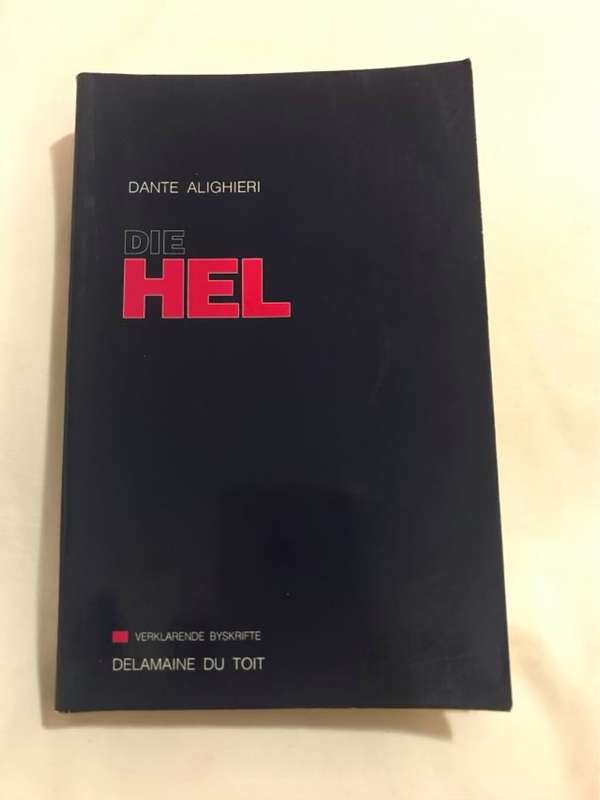 DANTE ALIGHIERI
DIE
HEL
VERKLARENDE BYSKRIFTE
DELAMAINE DU TOIT